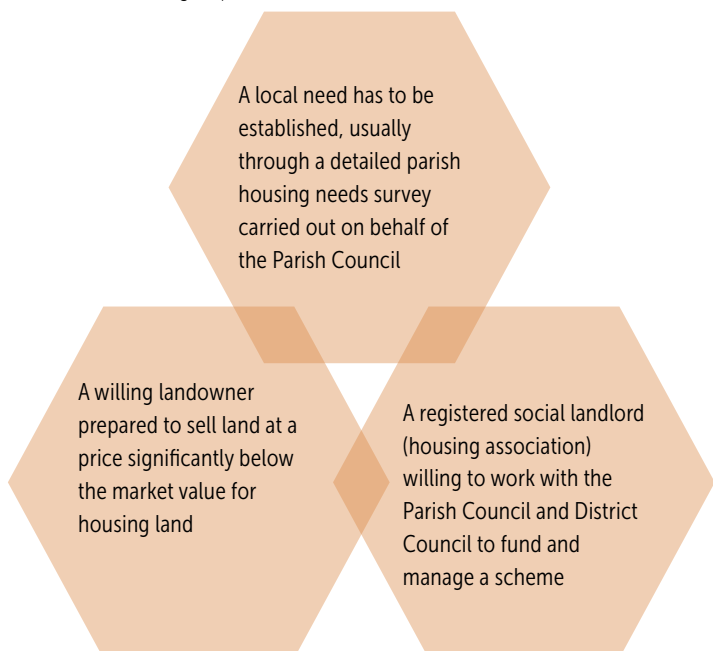 A local need has to be
established, usually
through a detailed parish
housing needs survey
carried out on behalf of
the Parish Council
A willing landowner
prepared to sell land at a
price significantly below
the market value for
housing land
A registered social landlord
(housing association)
willing to work with the
Parish Council and District
Council to fund and
manage a scheme